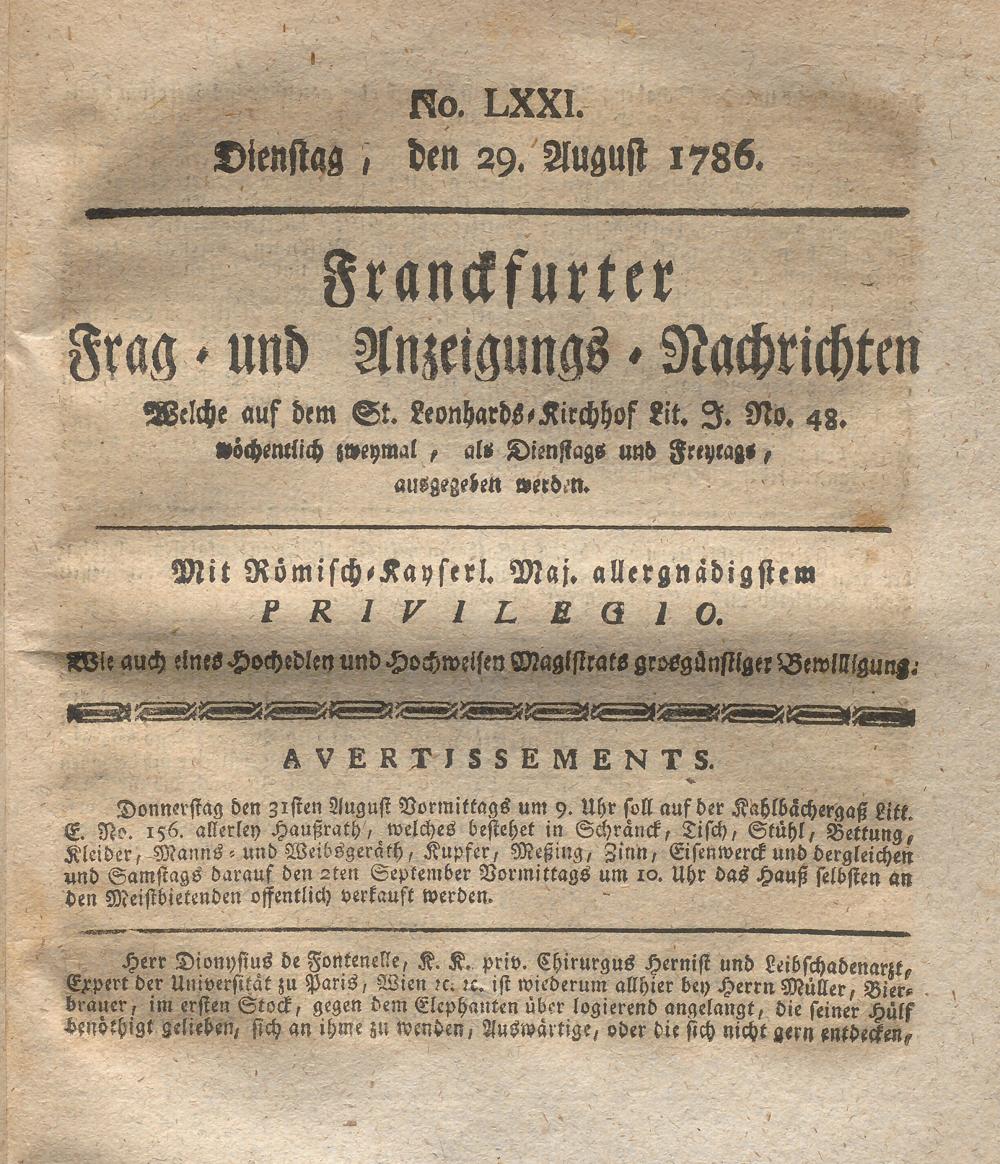 No. LXXI.
Dienstag, den 29. August 1786.
Franckfurter
Frag- und Anzeigungs-Nachrichten
Welche auf dem St. Leonhards-Kirchhof Lit. J. No. 48.
wöchentlich zweymal, als Dienstags und Freytags,
ausgegeben werden.
Mit Römisch-Kayserl. Maj. allergnädigstem
PRIVILEGIO.
Wie auch eines Hochedlen und Hochweisen Magistrats grosgünstiger Bewilligung.
AVERTISSEMENTS.
Donnerstag den 31sten August Vormittags um 9. Uhr soll auf der Kahlbächergaß Litt.
E. No. 156. allerley Haußrath, welches bestehet in Schränck, Tisch, Stühl, Bettung,
Kleider, Manns- und Weibsgeräth, Kupfer, Meßing, Zinn, Eisenwerck und dergleichen
und Samstags darauf den 2ten September Vormittags um 10. Uhr das Hauß selbsten an
den Meistbietenden offentlich verkauft werden.
Herr Dionysius de Fontenelle, K. K. priv. Chirurgus Hernist und Leibschadenarzt,
Expert der Universität zu Paris, Wien ꝛc. ꝛc. ist wiederum allhier bey Herrn Müller, Bier-
brauer, im ersten Stock, gegen dem Elephanten über logierend angelangt, die seiner Hülf
benöthigt gelieben, sich an ihme zu wenden, Auswärtige, oder die sich nicht gern entdecken,